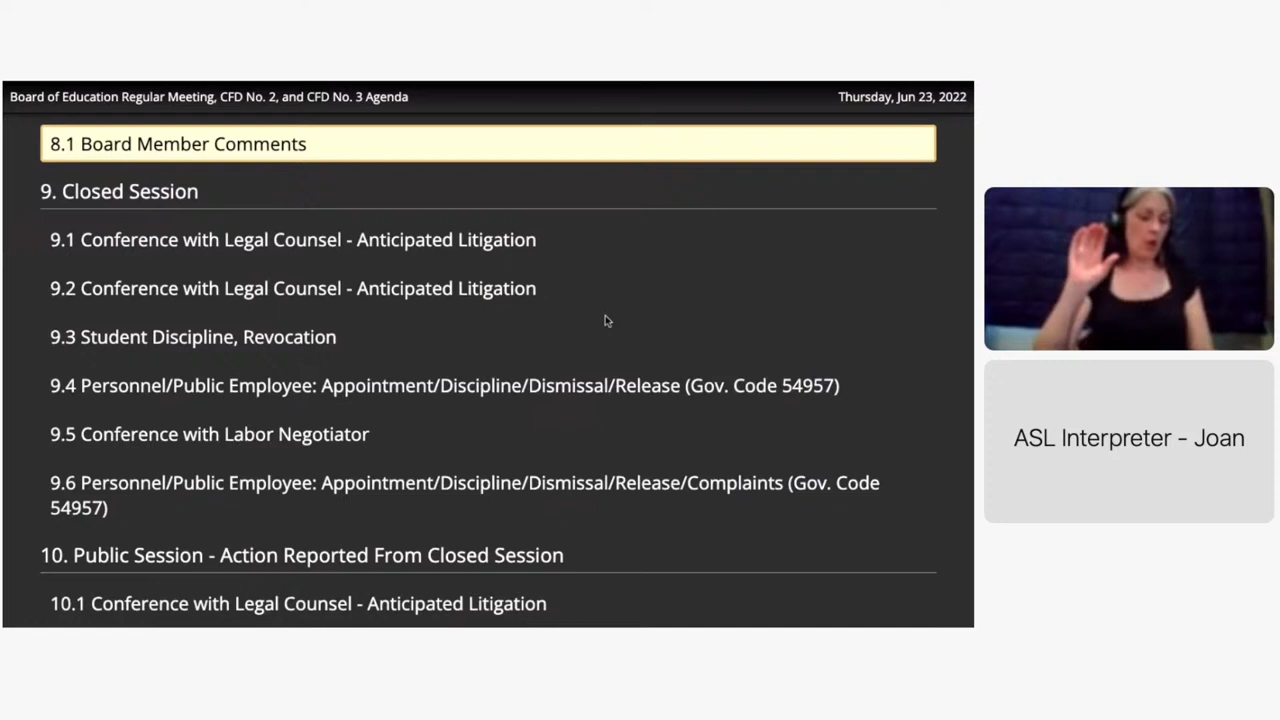 Board of Education Regular Meeting, CFD No. 2, and CFD No. 3 Agenda
Thursday, Jun 23, 2022
8.1 Board Member Comments
9. Closed Session
9.1 Conference with Legal Counsel - Anticipated Litigation
9.2 Conference with Legal Counsel - Anticipated Litigation
9.3 Student Discipline, Revocation
9.4 Personnel/Public Employee: Appointment/Discipline/Dismissal/Release (Gov. Code 54957)
9.5 Conference with Labor Negotiator
9.6 Personnel/Public Employee: Appointment/Discipline/Dismissal/Release/Complaints (Gov. Code
54957)
10. Public Session - Action Reported From Closed Session
10.1 Conference with Legal Counsel - Anticipated Litigation
ASL Interpreter - Joan